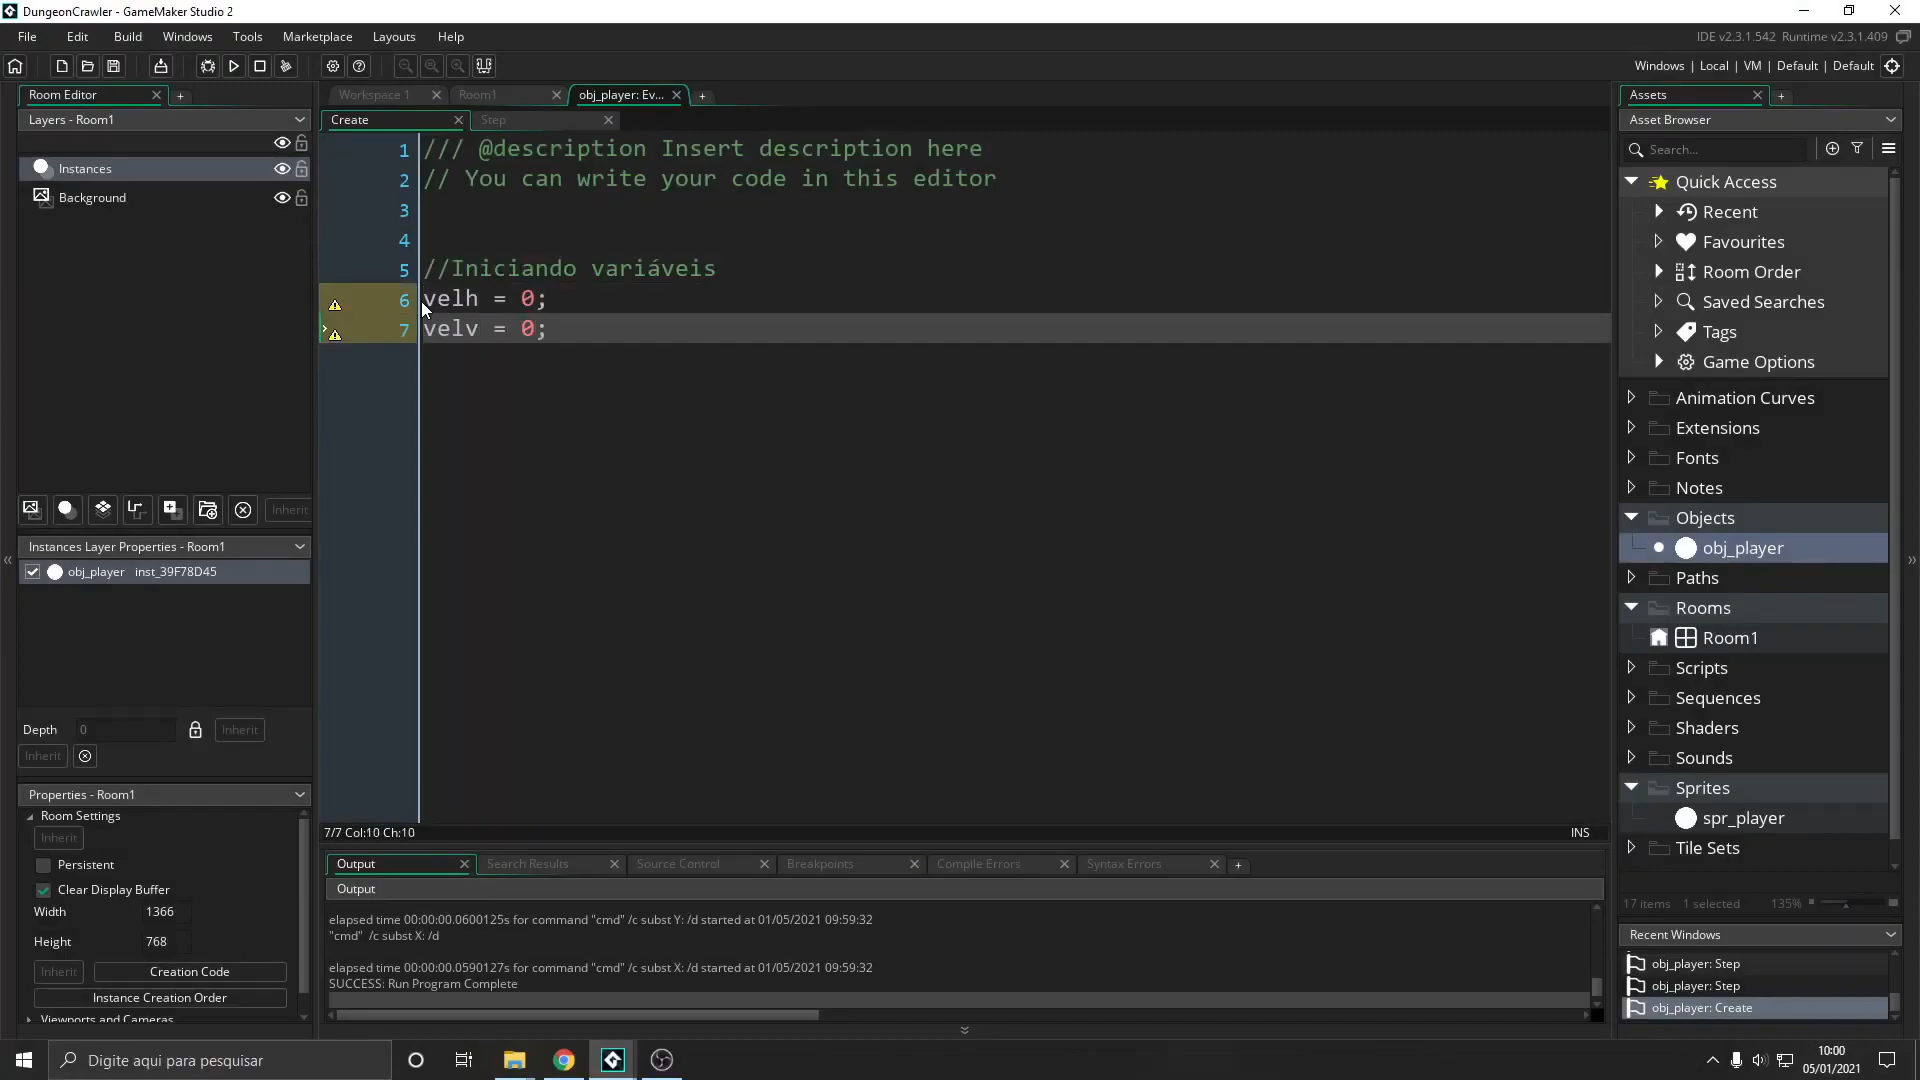 DungeonCrawler - GameMaker Studio 2
File Edit Build Windows Tools Marketplace Layouts Help
IDE v2.3.1.542 Runtime v2.3.1.409
Windows | Local | VM | Default | Default
Room Editor
Layers - Room1
Instances
Background
Inherit
Instances Layer Properties - Room1
obj_player inst_39F78D45
Depth 0 Inherit
Inherit
Properties - Room1
Room Settings
Inherit
Persistent
Clear Display Buffer
Width 1366
Height 768
Inherit Creation Code
Instance Creation Order
Viewports and Cameras
Workspace 1 Room1 obj_player: Ev...
Create Step
1 /// @description Insert description here
2 // You can write your code in this editor
3
4
5 //Iniciando variáveis
6 velh = 0;
7 velv = 0;
7/7 Col:10 Ch:10 INS
Output Search Results Source Control Breakpoints Compile Errors Syntax Errors
Output
elapsed time 00:00:00.0600125s for command "cmd" /c subst Y: /d started at 01/05/2021 09:59:32
"cmd" /c subst X: /d
elapsed time 00:00:00.0590127s for command "cmd" /c subst X: /d started at 01/05/2021 09:59:32
SUCCESS: Run Program Complete
Assets
Asset Browser
Search...
Quick Access
Recent
Favourites
Room Order
Saved Searches
Tags
Game Options
Animation Curves
Extensions
Fonts
Notes
Objects
obj_player
Paths
Rooms
Room1
Scripts
Sequences
Shaders
Sounds
Sprites
spr_player
Tile Sets
17 items 1 selected 135%
Recent Windows
obj_player: Step
obj_player: Step
obj_player: Create
Digite aqui para pesquisar
10:00
05/01/2021